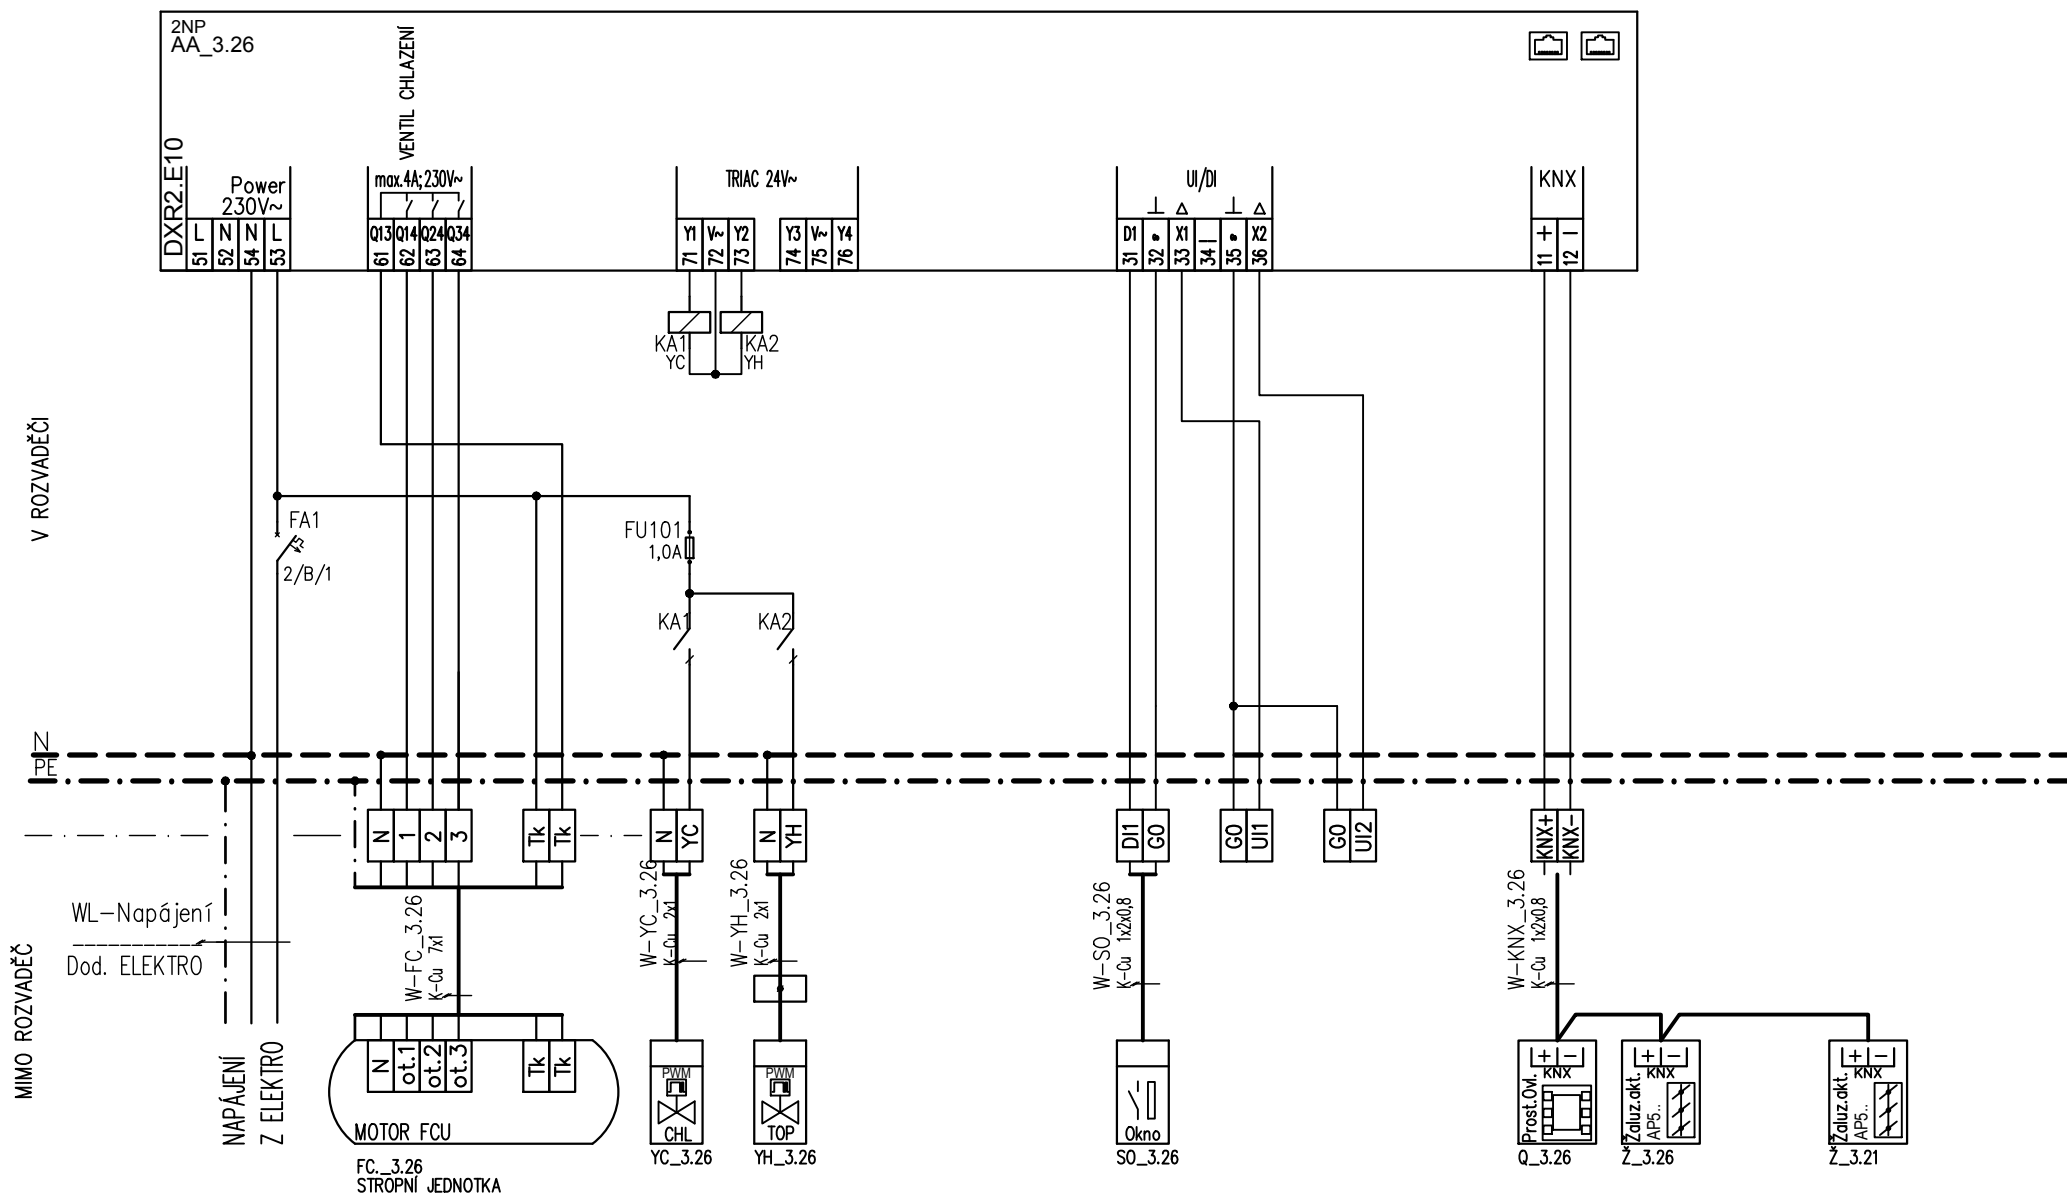 2NP
AA_3.26
DXR2.E10
VENTIL CHLAZENÍ
Power
230V~
max.4A;230V~
TRIAC 24V~
UI/DI
KNX
L N N L
51 52 54 53
Q13 Q14 Q24 Q34
61 62 63 64
Y1 V~ Y2
71 72 73
Y3 V~ Y4
74 75 76
D1 X1 X2
31 32 33 34 35 36
+ −
11 12
KA1
YC
KA2
YH
V ROZVADĚČI
FA1
2/B/1
FU101
1,0A
KA1
KA2
N
PE
N 1 2 3
Tk Tk
N YC
N YH
DI1 GO
GO UI1
GO UI2
KNX+ KNX-
MIMO ROZVADĚČ
WL-Napájení
Dod. ELEKTRO
W-FC_3.26
K-Cu 7x1
W-YC_3.26
K-Cu 2x1
W-YH_3.26
K-Cu 2x1
W-SO_3.26
K-Cu 1x2x0,8
W-KNX_3.26
K-Cu 1x2x0,8
NAPÁJENÍ
Z ELEKTRO
N ot.1 ot.2 ot.3
Tk Tk
MOTOR FCU
FC._3.26
STROPNÍ JEDNOTKA
PWM
CHL
YC_3.26
PWM
TOP
YH_3.26
Okno
SO_3.26
+ −
KNX
Prost.Ovl.
Q_3.26
+ −
KNX
Žaluz.akt.
AP5..
Ž_3.26
+ −
KNX
Žaluz.akt.
AP5..
Ž_3.21